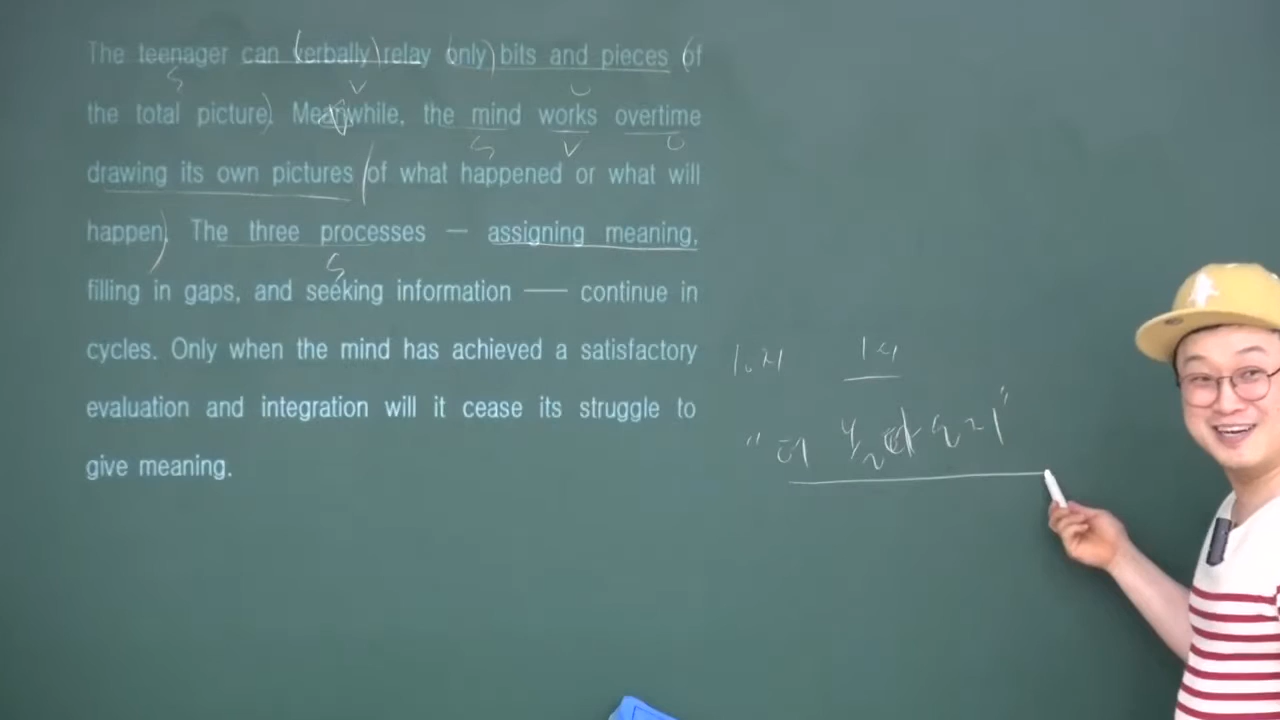 The teenager can verbally relay only bits and pieces of
the total picture. Meanwhile, the mind works overtime
drawing its own pictures of what happened or what will
happen. The three processes — assigning meaning,
filling in gaps, and seeking information — continue in
cycles. Only when the mind has achieved a satisfactory
evaluation and integration will it cease its struggle to
give meaning.